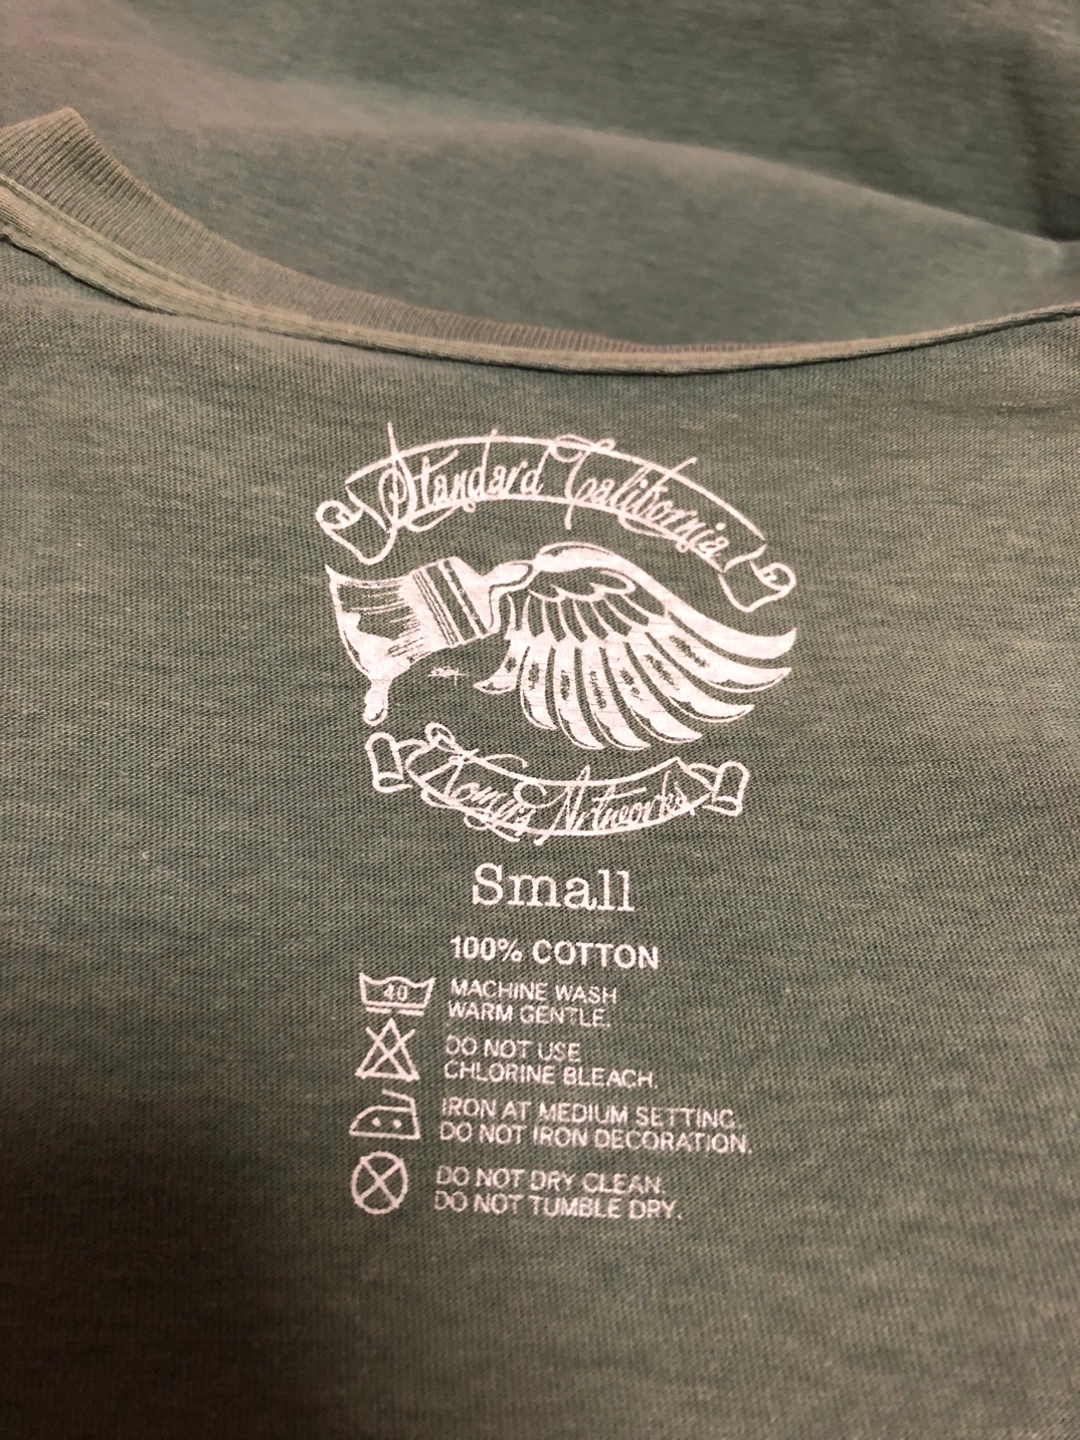 Standard California
Komy's Artworks
Small
100% COTTON
40
MACHINE WASH
WARM GENTLE.
DO NOT USE
CHLORINE BLEACH.
IRON AT MEDIUM SETTING.
DO NOT IRON DECORATION.
DO NOT DRY CLEAN.
DO NOT TUMBLE DRY.